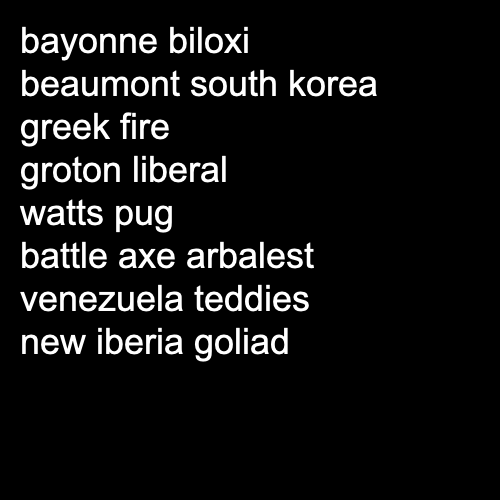 bayonne biloxi
beaumont south korea
greek fire
groton liberal
watts pug
battle axe arbalest
venezuela teddies
new iberia goliad